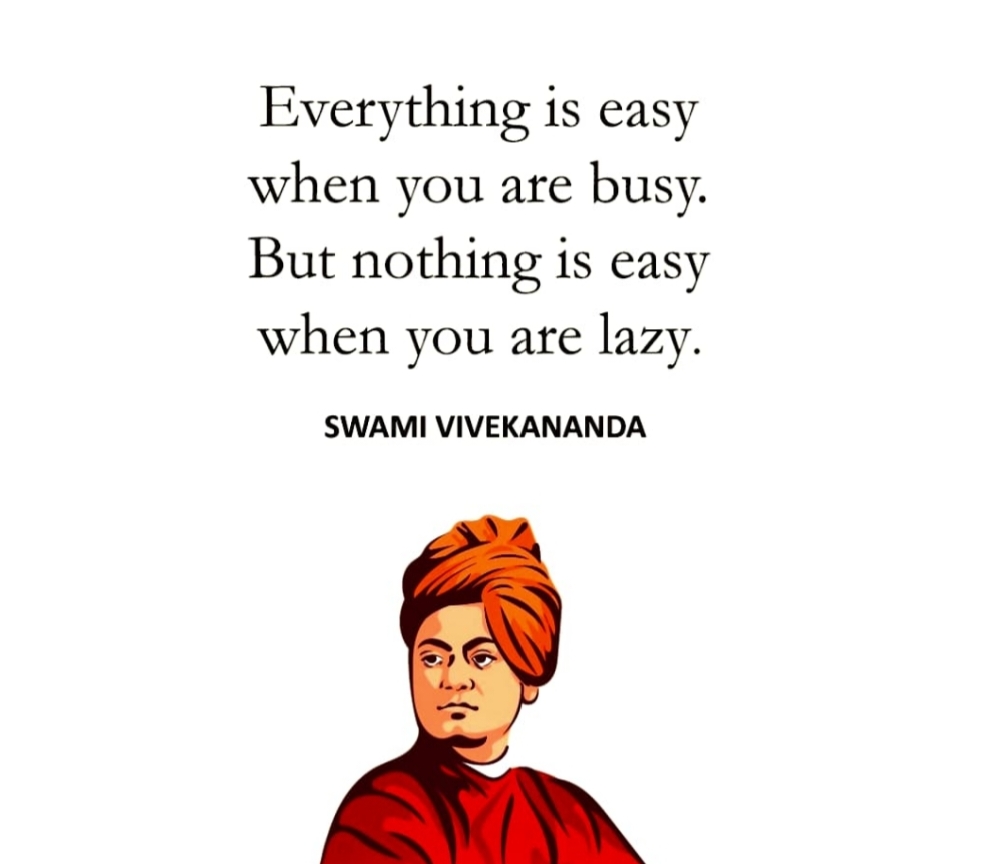 Everything is easy
when you are busy.
But nothing is easy
when you are lazy.
SWAMI VIVEKANANDA